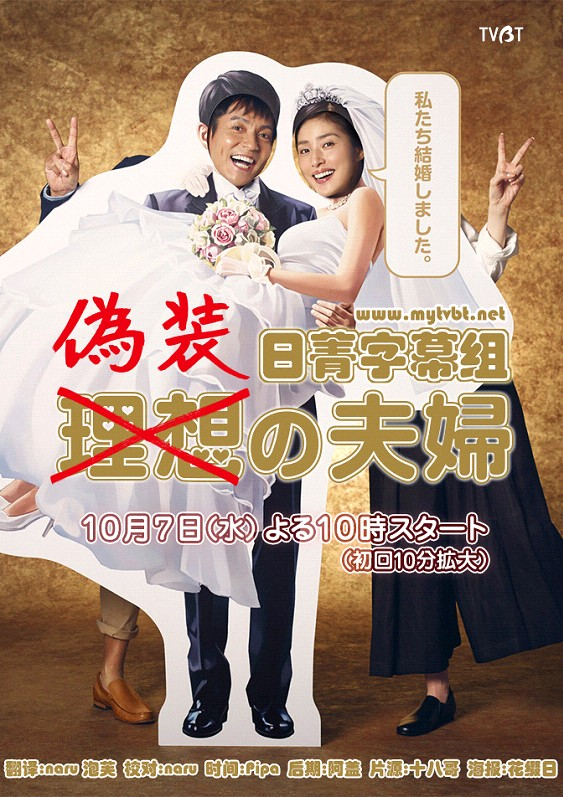 TVBT
私たち結婚しました。
www.mytvbt.net
偽装 日菁字幕组
理想の夫婦
10月7日(水)よる10時スタート
(初回10分拡大)
翻译:naru 泡芙 校对:naru 时间:Pipa 后期:阿盖 片源:十八哥 海报:花缀日